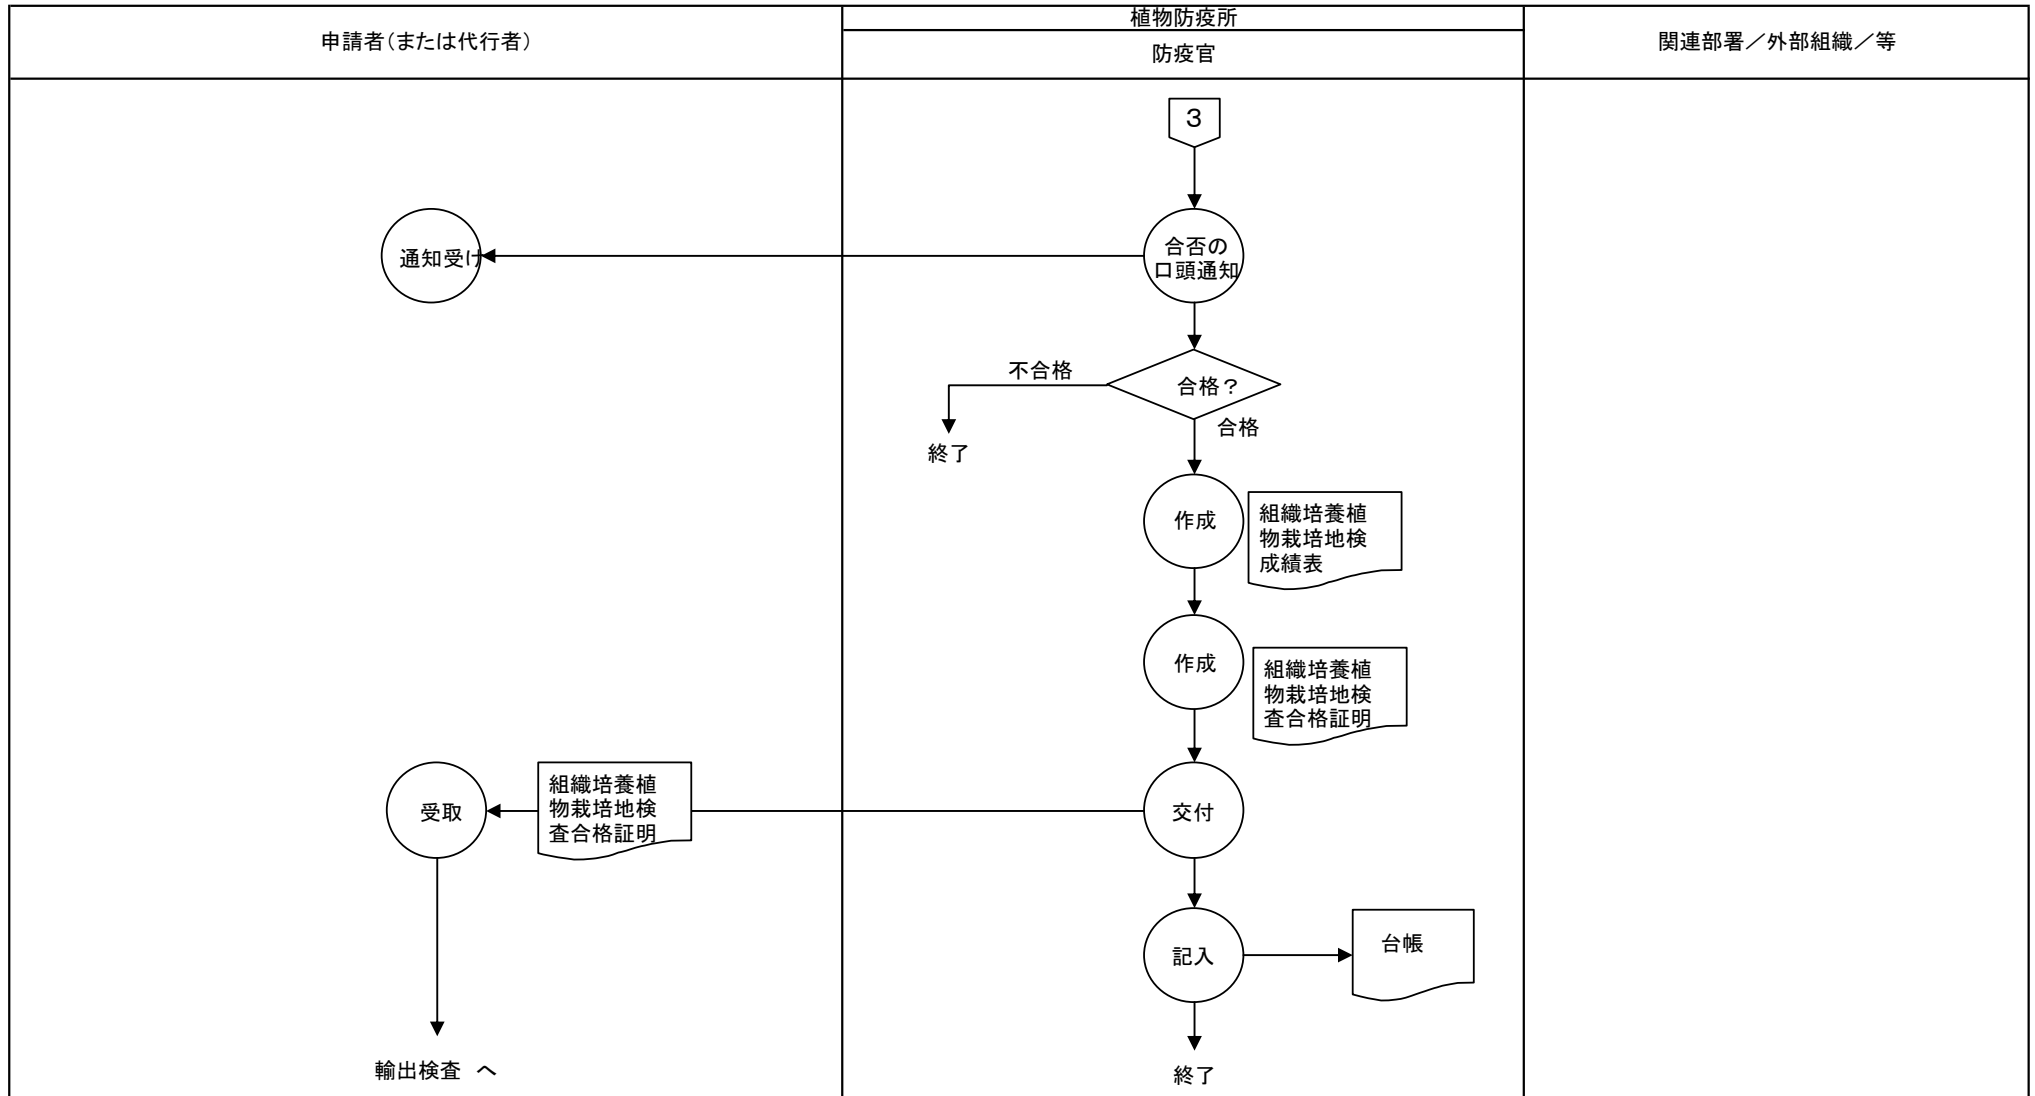 植物防疫所
申請者(または代行者)
防疫官
関連部署／外部組織／等
3
通知受け
合否の
口頭通知
不合格
合格？
合格
終了
作成
組織培養植
物栽培地検
成績表
作成
組織培養植
物栽培地検
査合格証明
受取
組織培養植
物栽培地検
査合格証明
交付
記入
台帳
輸出検査 へ
終了